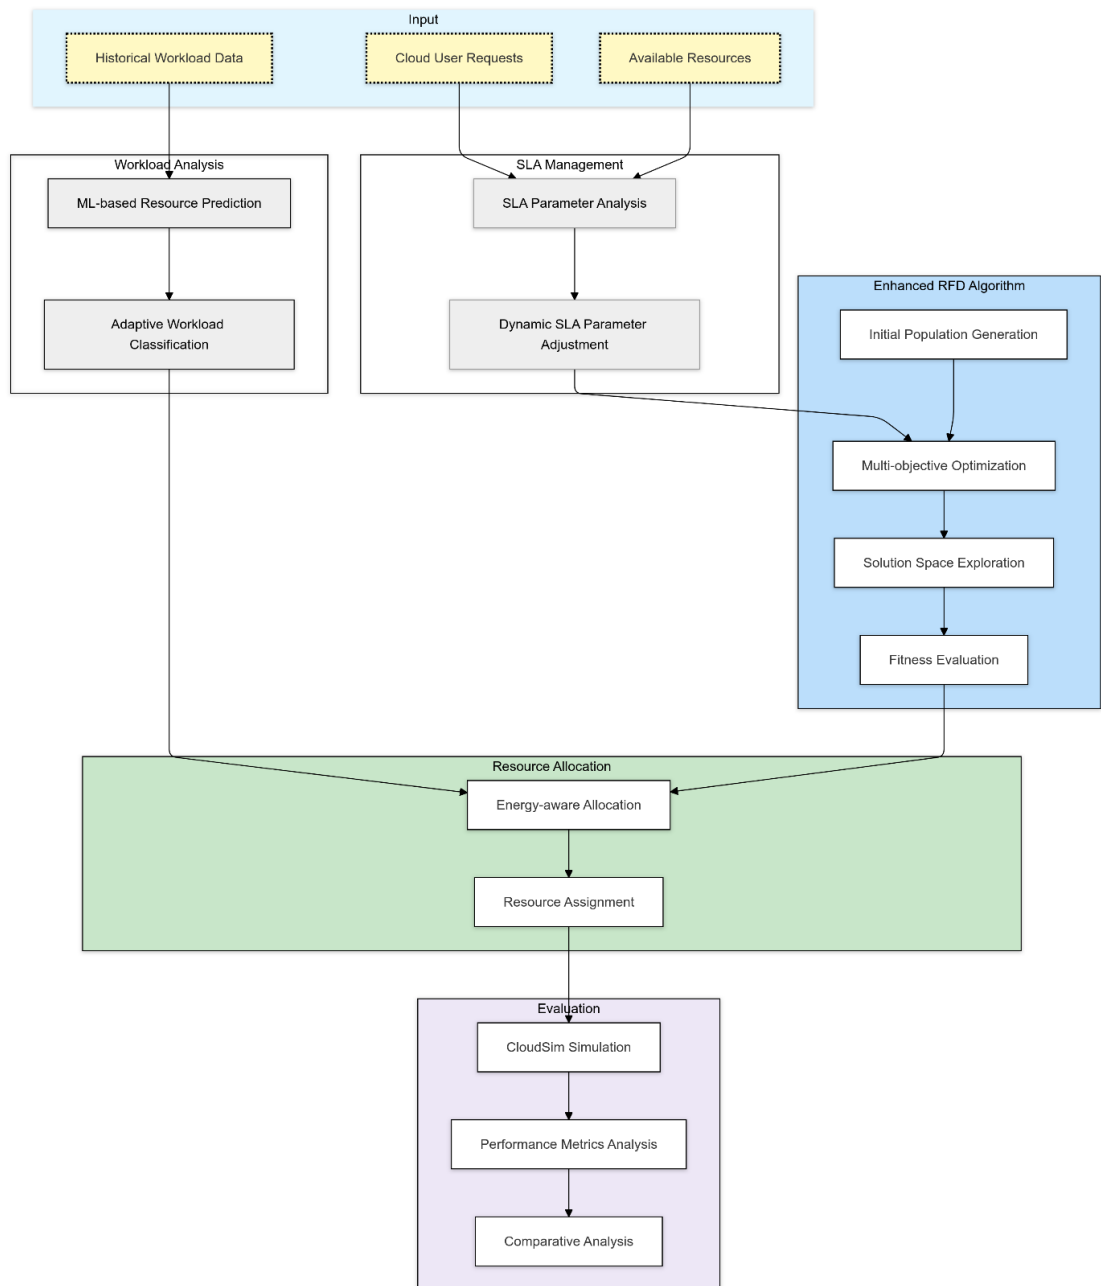 Input
Historical Workload Data
Cloud User Requests
Available Resources
Workload Analysis
ML-based Resource Prediction
Adaptive Workload
Classification
SLA Management
SLA Parameter Analysis
Dynamic SLA Parameter
Adjustment
Enhanced RFD Algorithm
Initial Population Generation
Multi-objective Optimization
Solution Space Exploration
Fitness Evaluation
Resource Allocation
Energy-aware Allocation
Resource Assignment
Evaluation
CloudSim Simulation
Performance Metrics Analysis
Comparative Analysis